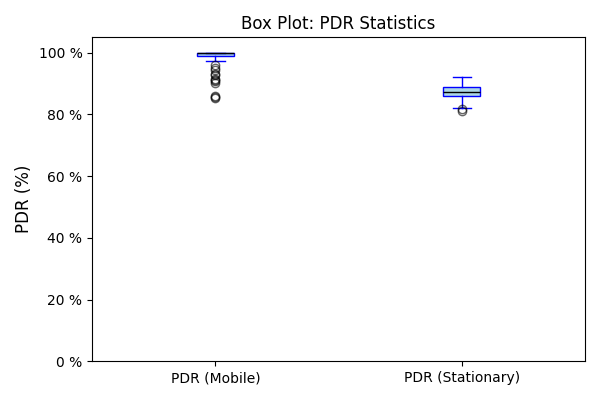 Box Plot: PDR Statistics
PDR (%)
100 %
80 %
60 %
40 %
20 %
0 %
PDR (Mobile)
PDR (Stationary)